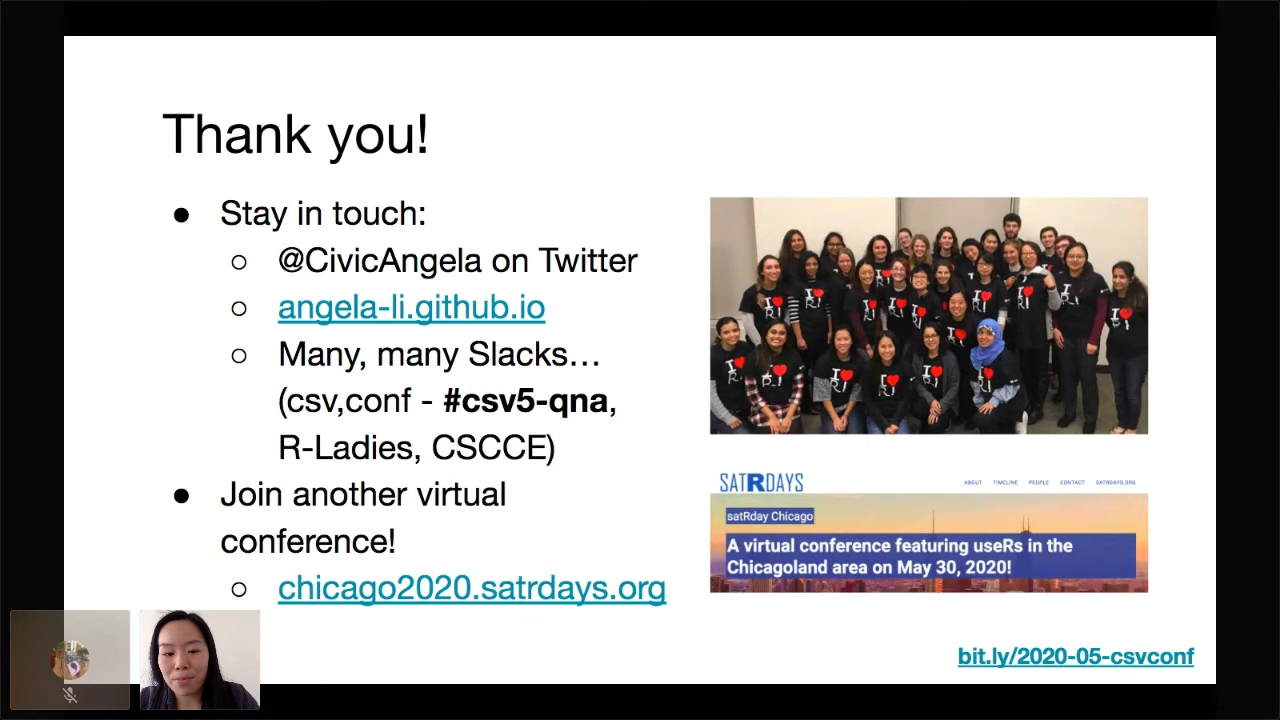 Thank you!
● Stay in touch:
○ @CivicAngela on Twitter
○ angela-li.github.io
○ Many, many Slacks…
(csv,conf - #csv5-qna,
R-Ladies, CSCCE)
● Join another virtual
conference!
○ chicago2020.satrdays.org
I ♥
R!
SATRDAYS
ABOUT TIMELINE PEOPLE CONTACT SATRDAYS.ORG
satRday Chicago
A virtual conference featuring useRs in the
Chicagoland area on May 30, 2020!
bit.ly/2020-05-csvconf